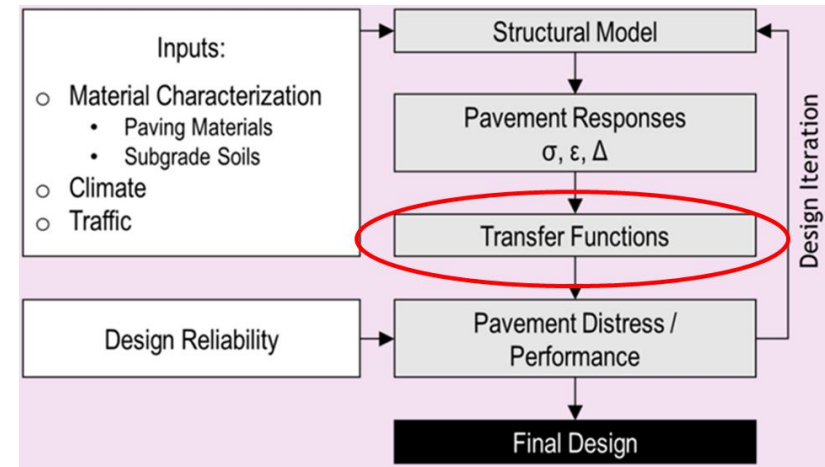 Inputs:
○ Material Characterization
• Paving Materials
• Subgrade Soils
○ Climate
○ Traffic
Design Reliability
Structural Model
Pavement Responses
σ, ε, Δ
Transfer Functions
Pavement Distress /
Performance
Final Design
Design Iteration